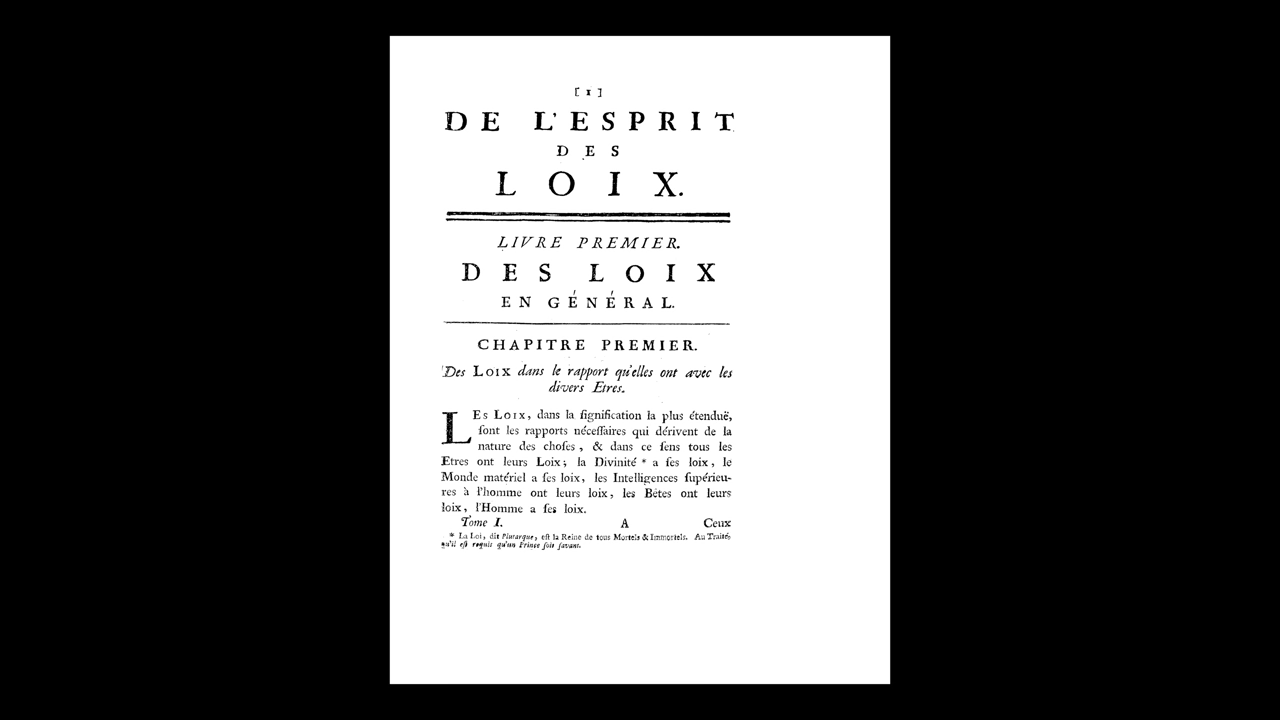 [ 1 ]
DE L'ESPRIT
DES
LOIX.
LIVRE PREMIER.
DES LOIX
EN GÉNÉRAL.
CHAPITRE PREMIER.
Des LOIX dans le rapport qu'elles ont avec les
divers Etres.
LES LOIX, dans la ſignification la plus étenduë,
ſont les rapports néceſſaires qui dérivent de la
nature des choſes, & dans ce ſens tous les
Etres ont leurs Loix; la Divinité * a ſes loix, le
Monde matériel a ſes loix, les Intelligences ſupérieu-
res à l'homme ont leurs loix, les Bêtes ont leurs
loix, l'Homme a ſes loix.
Tome I. A Ceux
* La Loi, dit Plutarque, eſt la Reine de tous Mortels & Immortels. Au Traité,
qu'il eſt requis qu'un Prince ſoit ſavant.